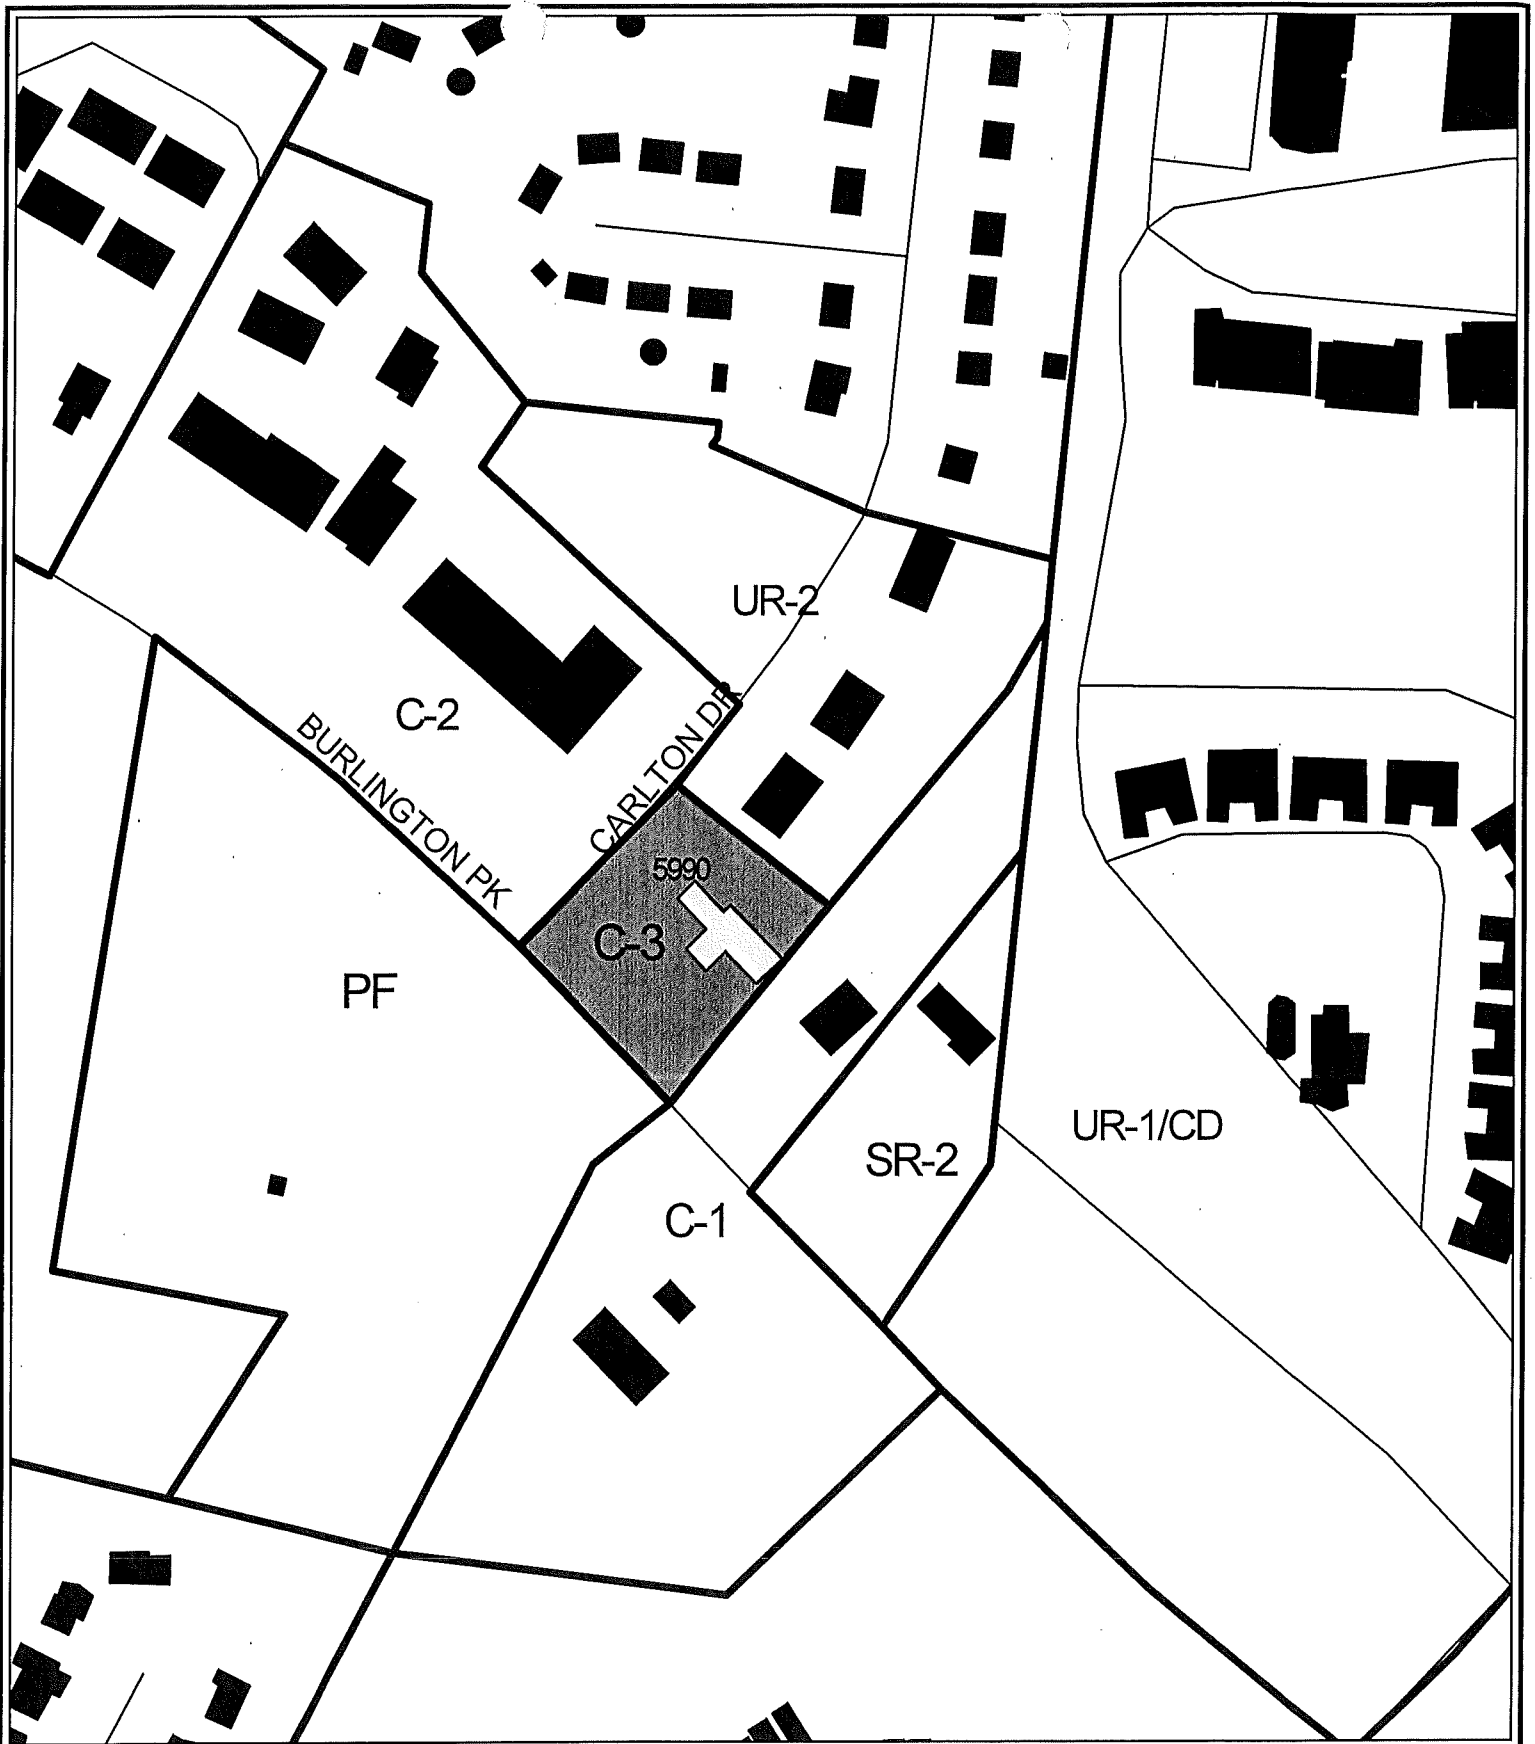 UR-2
C-2
CARLTON DR
BURLINGTON PK
5990
C-3
PF
UR-1/CD
SR-2
C-1